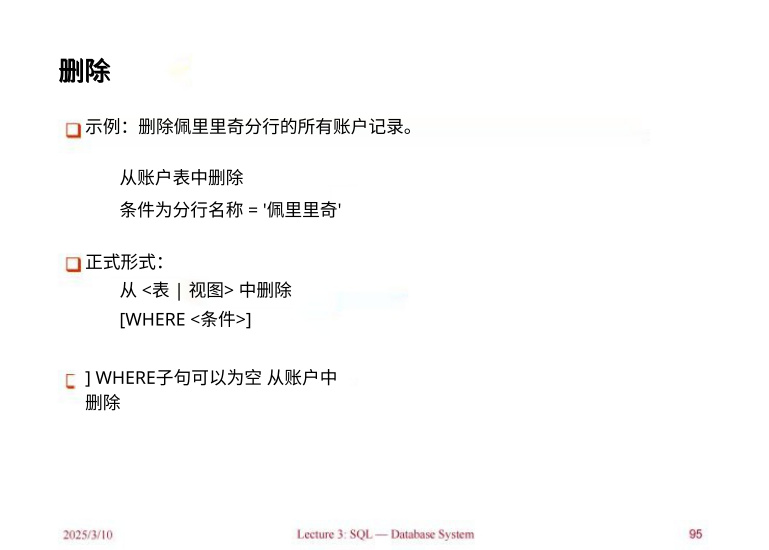 删除
示例：删除佩里里奇分行的所有账户记录。
从账户表中删除
条件为分行名称 = '佩里里奇'
正式形式：
从 <表 | 视图> 中删除
[WHERE <条件>]
] WHERE子句可以为空 从账户中
删除
2025/3/10
Lecture 3: SQL — Database System
95